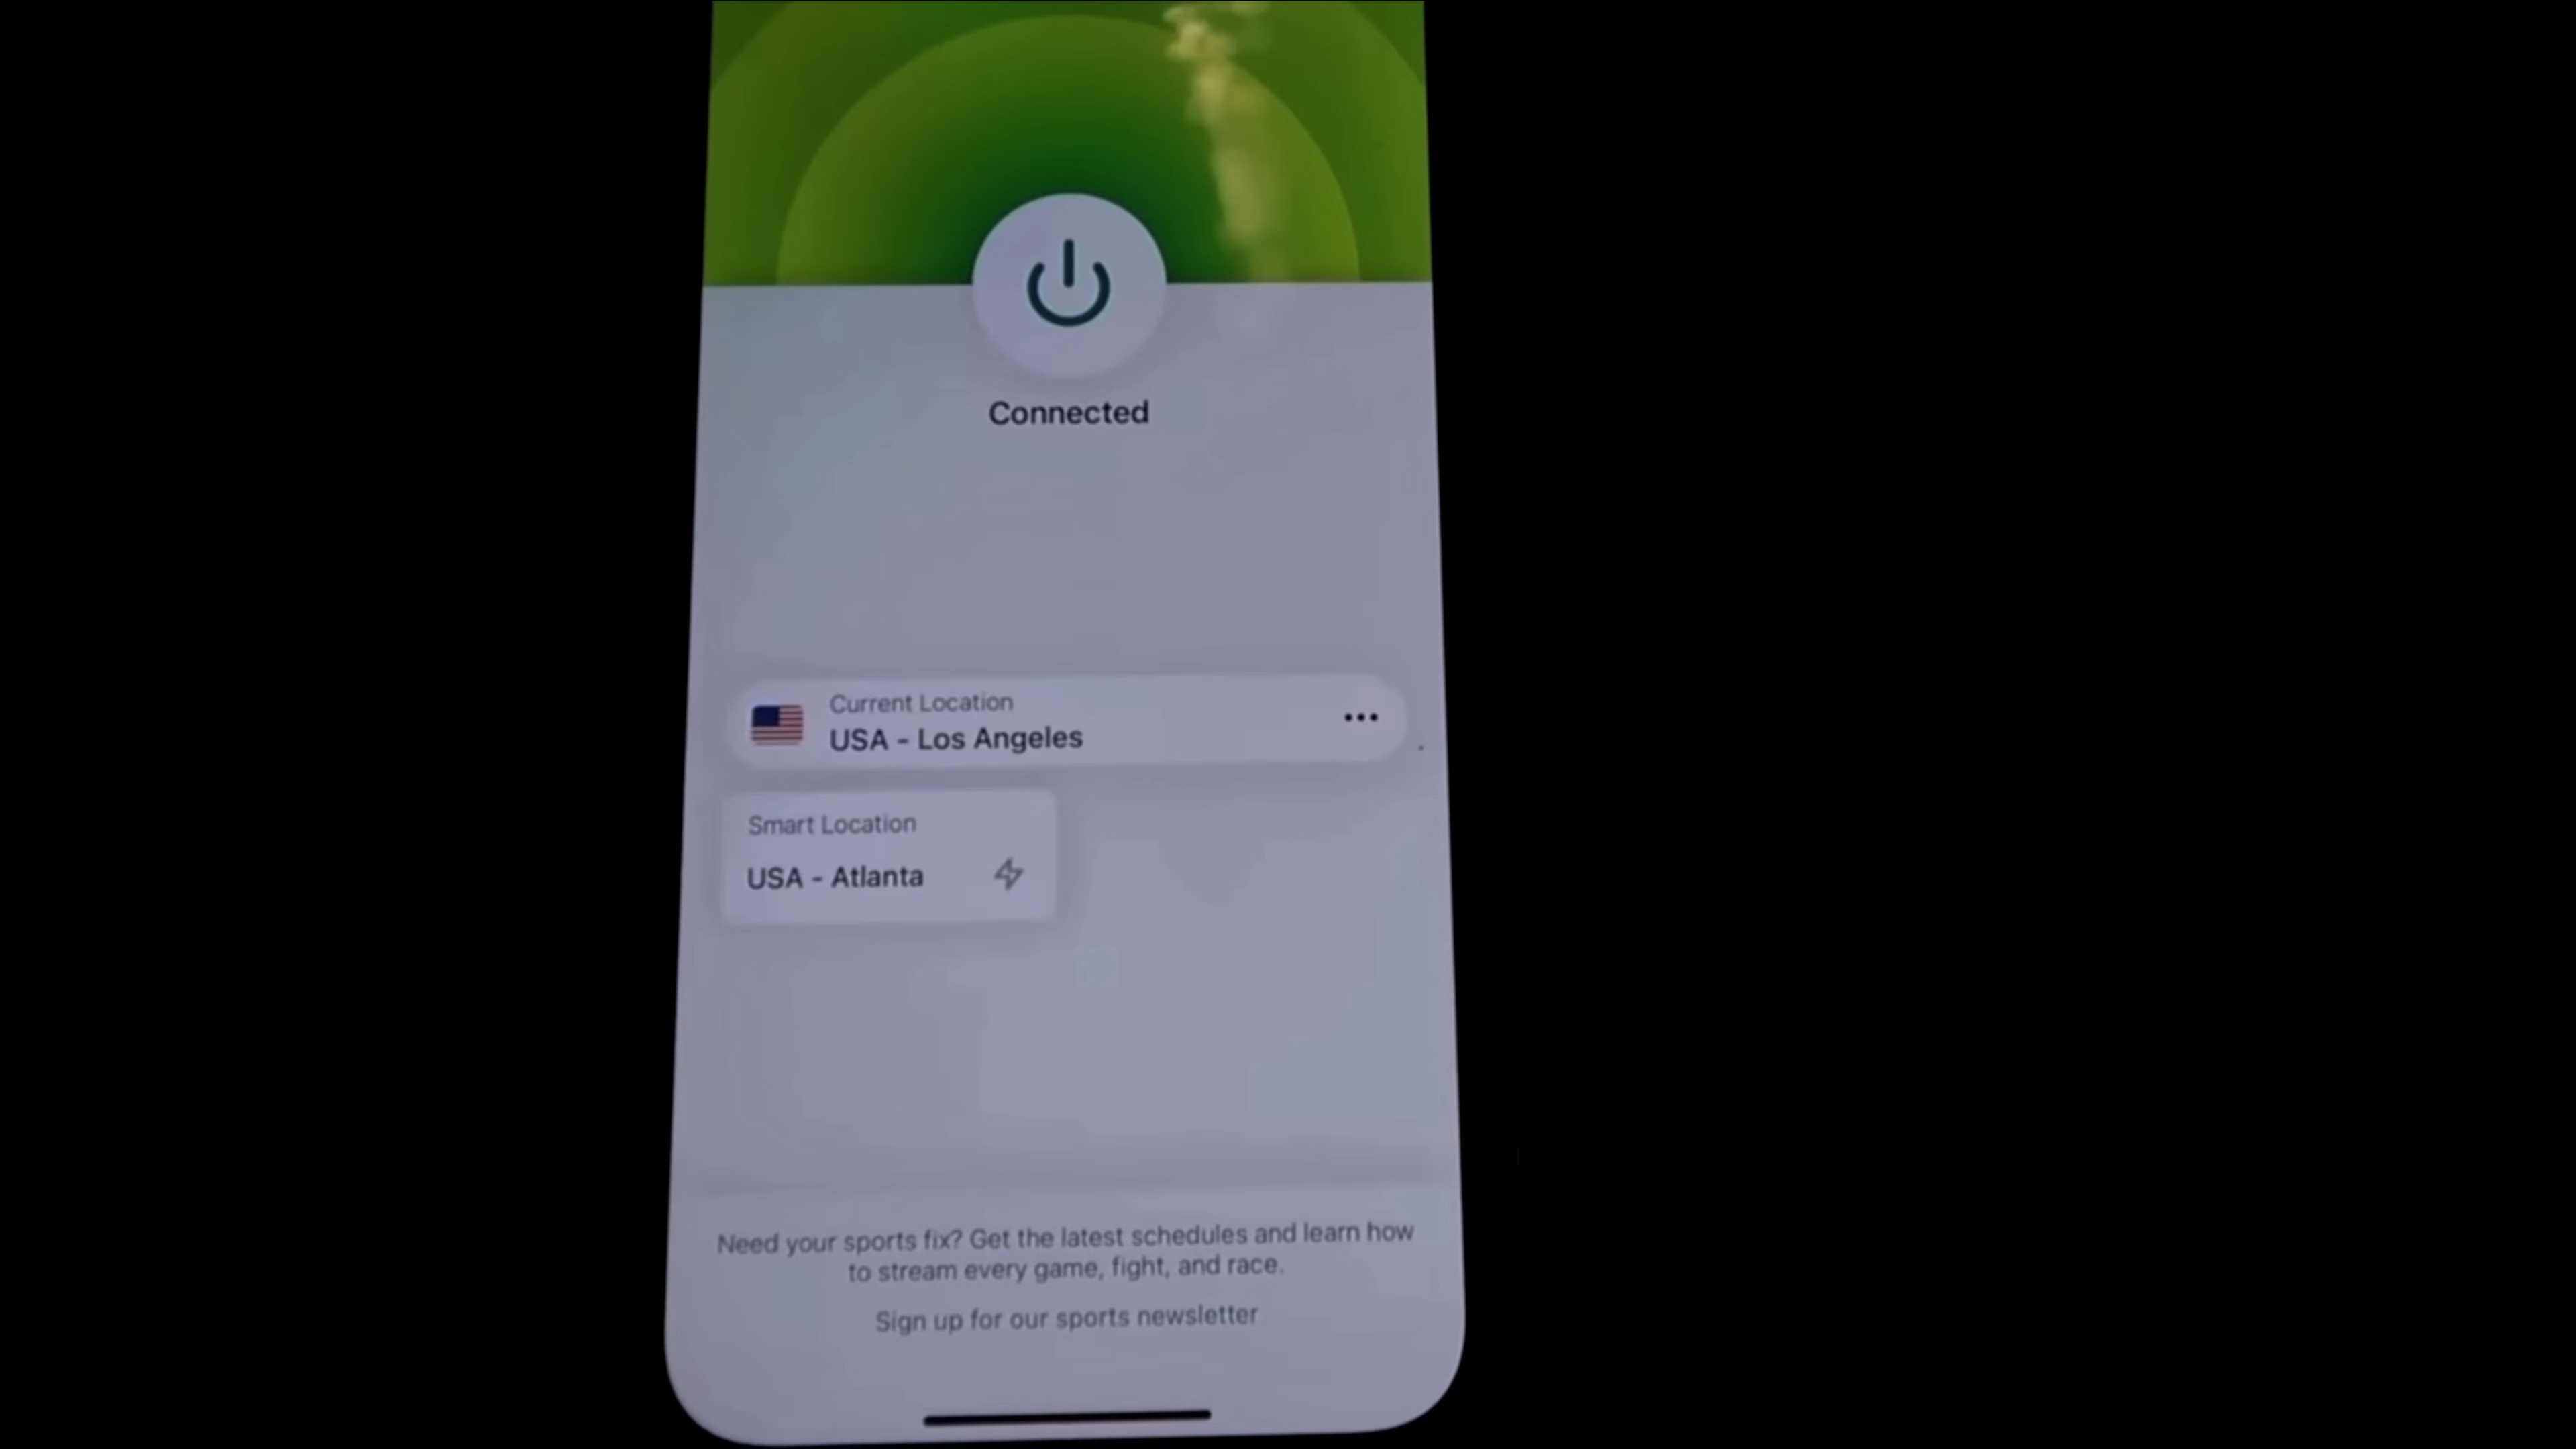 Connected
Current Location
USA - Los Angeles
Smart Location
USA - Atlanta
Need your sports fix? Get the latest schedules and learn how
to stream every game, fight, and race.
Sign up for our sports newsletter